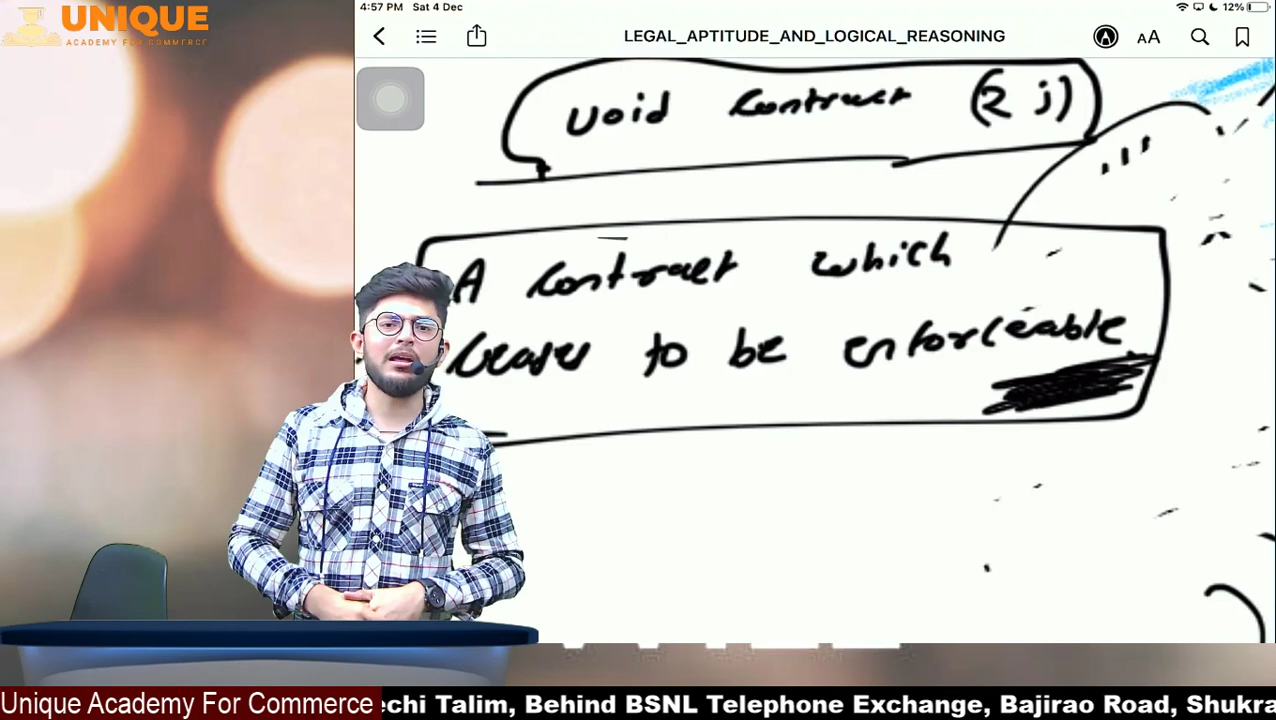 UNIQUE
ACADEMY FOR COMMERCE
4:57 PM Sat 4 Dec
12%
LEGAL_APTITUDE_AND_LOGICAL_REASONING
AA
void contract (2 j)
A contract which
ceases to be enforceable
Unique Academy For Commerce
echi Talim, Behind BSNL Telephone Exchange, Bajirao Road, Shukra